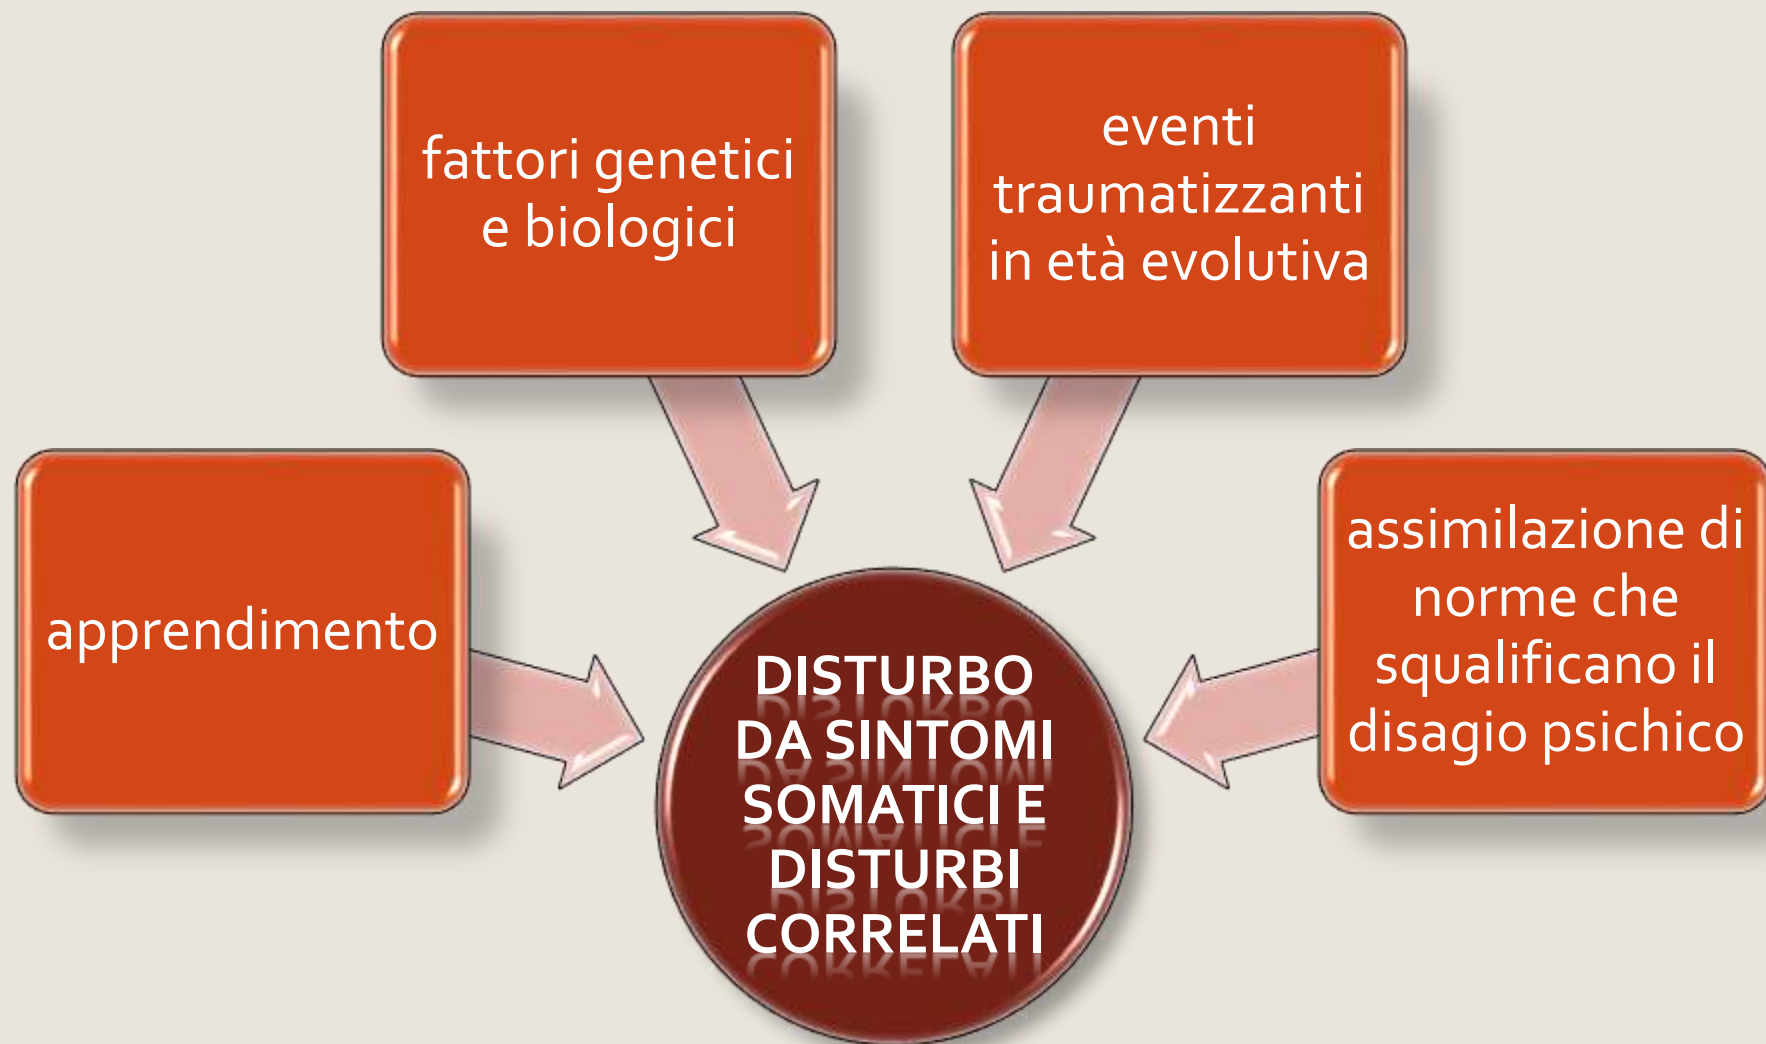 fattori genetici
e biologici
eventi
traumatizzanti
in età evolutiva
apprendimento
assimilazione di
norme che
squalificano il
disagio psichico
DISTURBO
DA SINTOMI
SOMATICI E
DISTURBI
CORRELATI